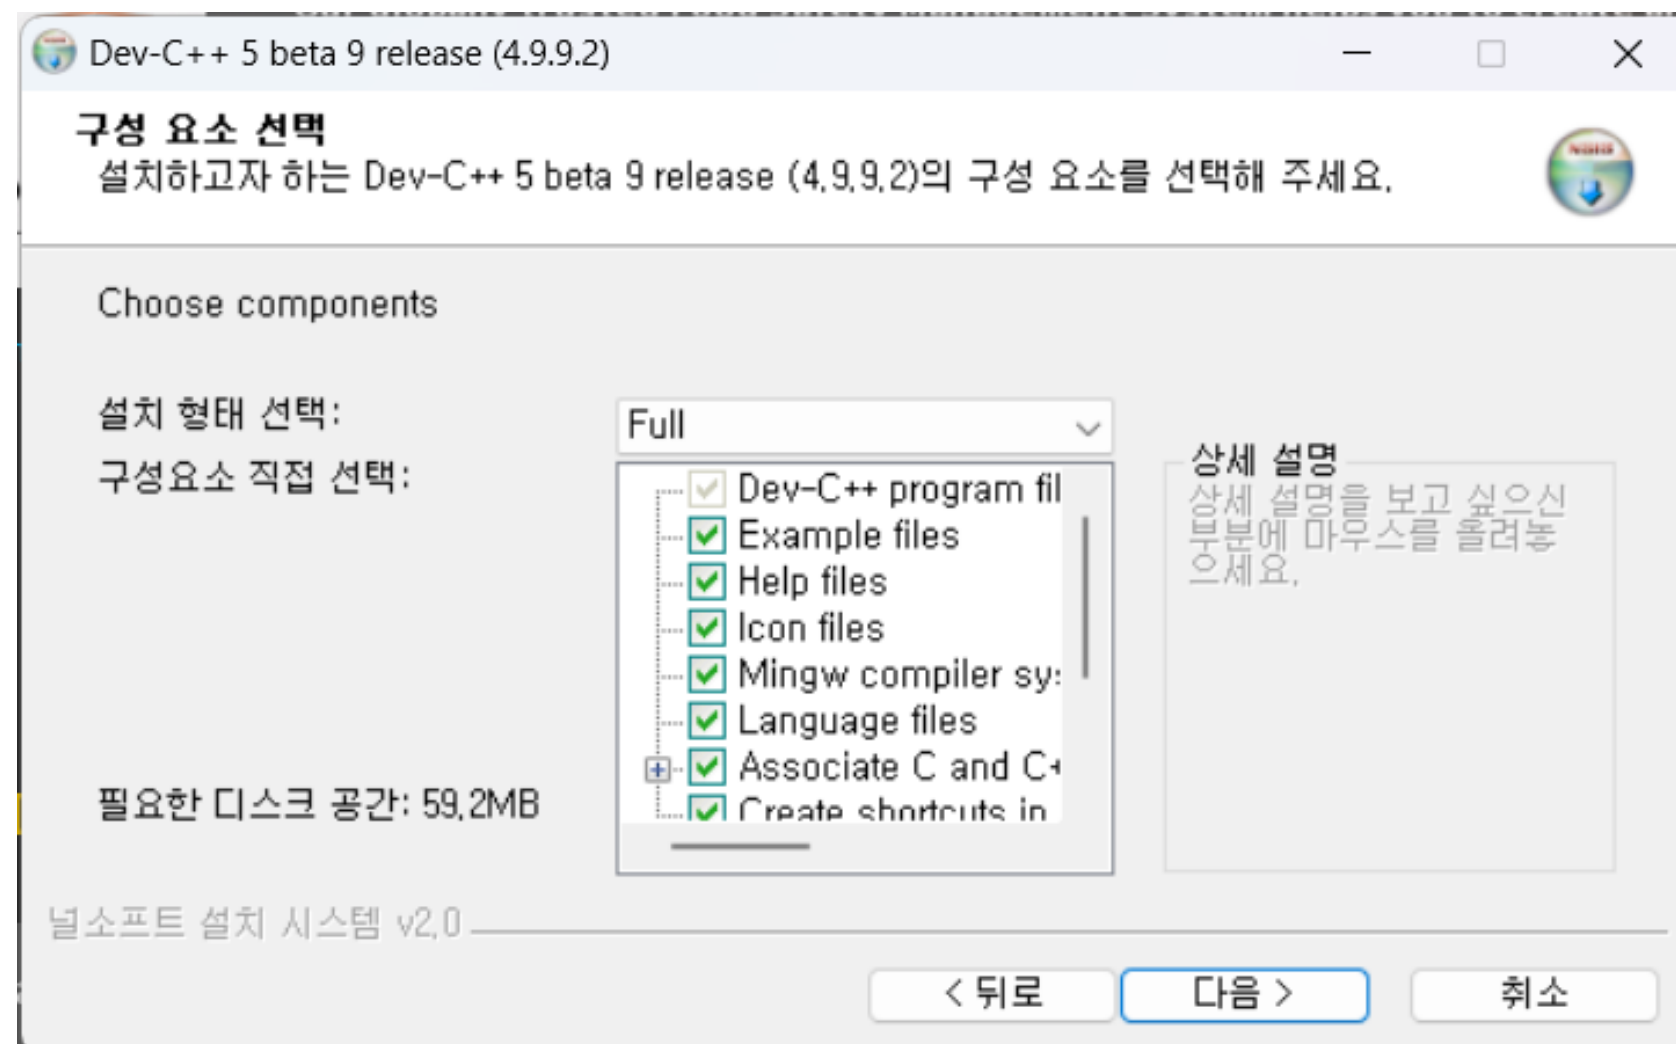 Dev-C++ 5 beta 9 release (4.9.9.2)
구성 요소 선택
설치하고자 하는 Dev-C++ 5 beta 9 release (4.9.9.2)의 구성 요소를 선택해 주세요.
Choose components
설치 형태 선택:
Full
구성요소 직접 선택:
Dev-C++ program fil
Example files
Help files
Icon files
Mingw compiler sys
Language files
Associate C and C+
Create shortcuts in
상세 설명
상세 설명을 보고 싶으신
부분에 마우스를 올려놓
으세요.
필요한 디스크 공간: 59.2MB
널소프트 설치 시스템 v2.0
< 뒤로
다음 >
취소